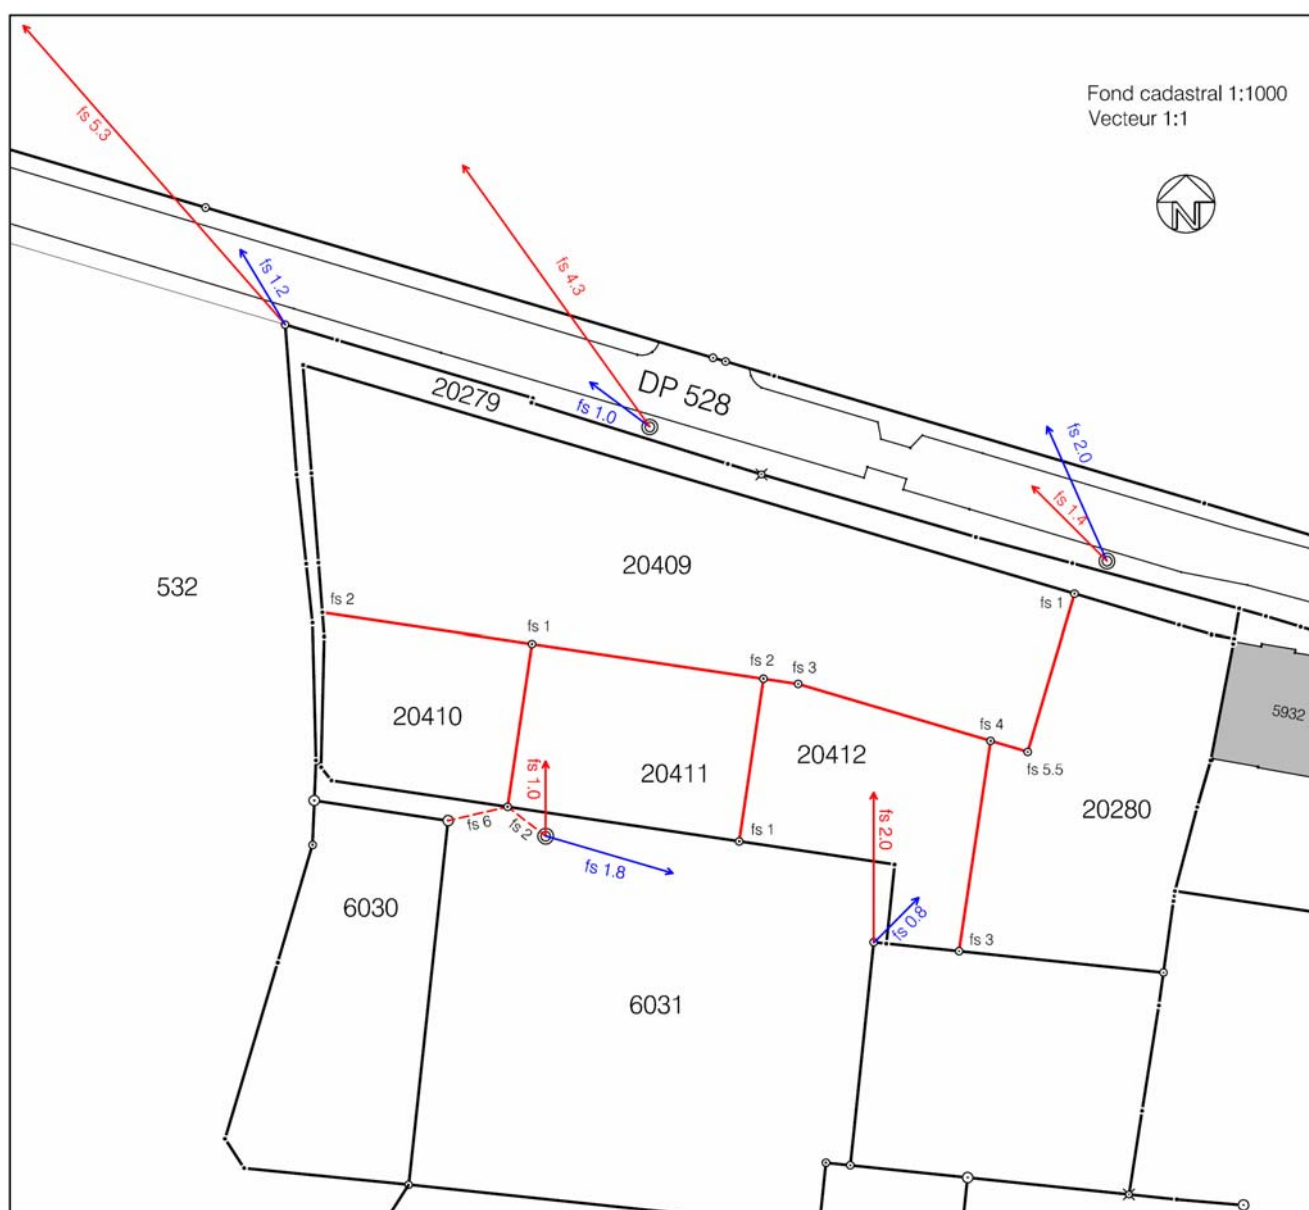 Fond cadastral 1:1000
Vecteur 1:1
N
fs 5.3
fs 4.3
fs 1.2
fs 1.0
DP 528
20279
fs 2.0
fs 1.4
20409
532
fs 2
fs 1
fs 1
fs 2
fs 3
20410
20411
20412
fs 4
fs 5.5
5932
20280
fs 1.0
fs 6
fs 2
fs 1
fs 2.0
fs 1.8
6030
fs 0.8
fs 3
6031